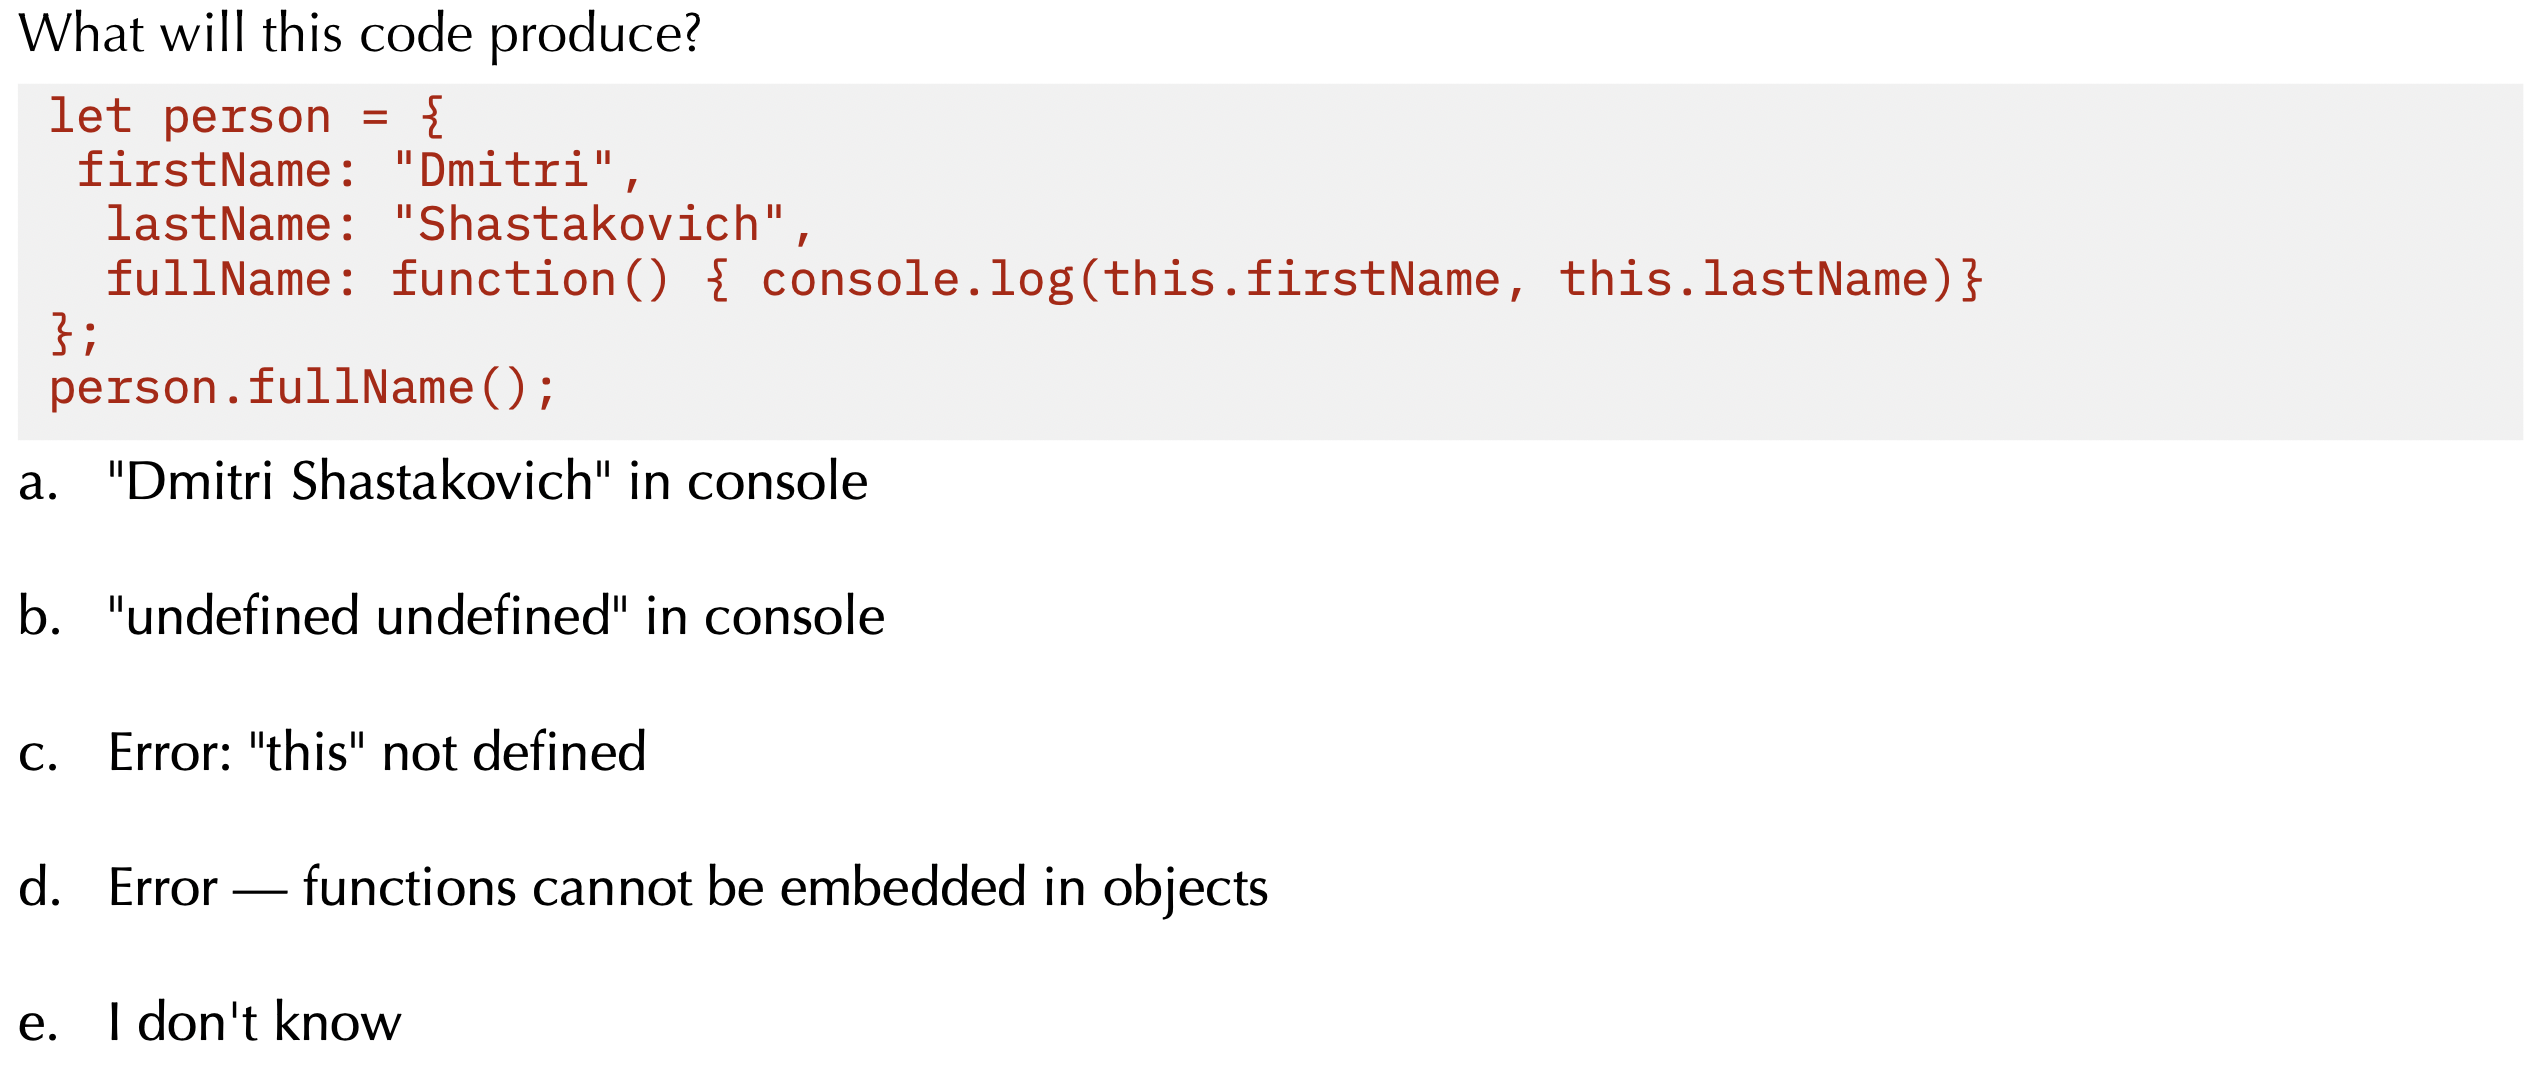 What will this code produce?
let person = {
 firstName: "Dmitri",
  lastName: "Shastakovich",
  fullName: function() { console.log(this.firstName, this.lastName)}
};
person.fullName();
a. "Dmitri Shastakovich" in console
b. "undefined undefined" in console
c. Error: "this" not defined
d. Error — functions cannot be embedded in objects
e. I don't know